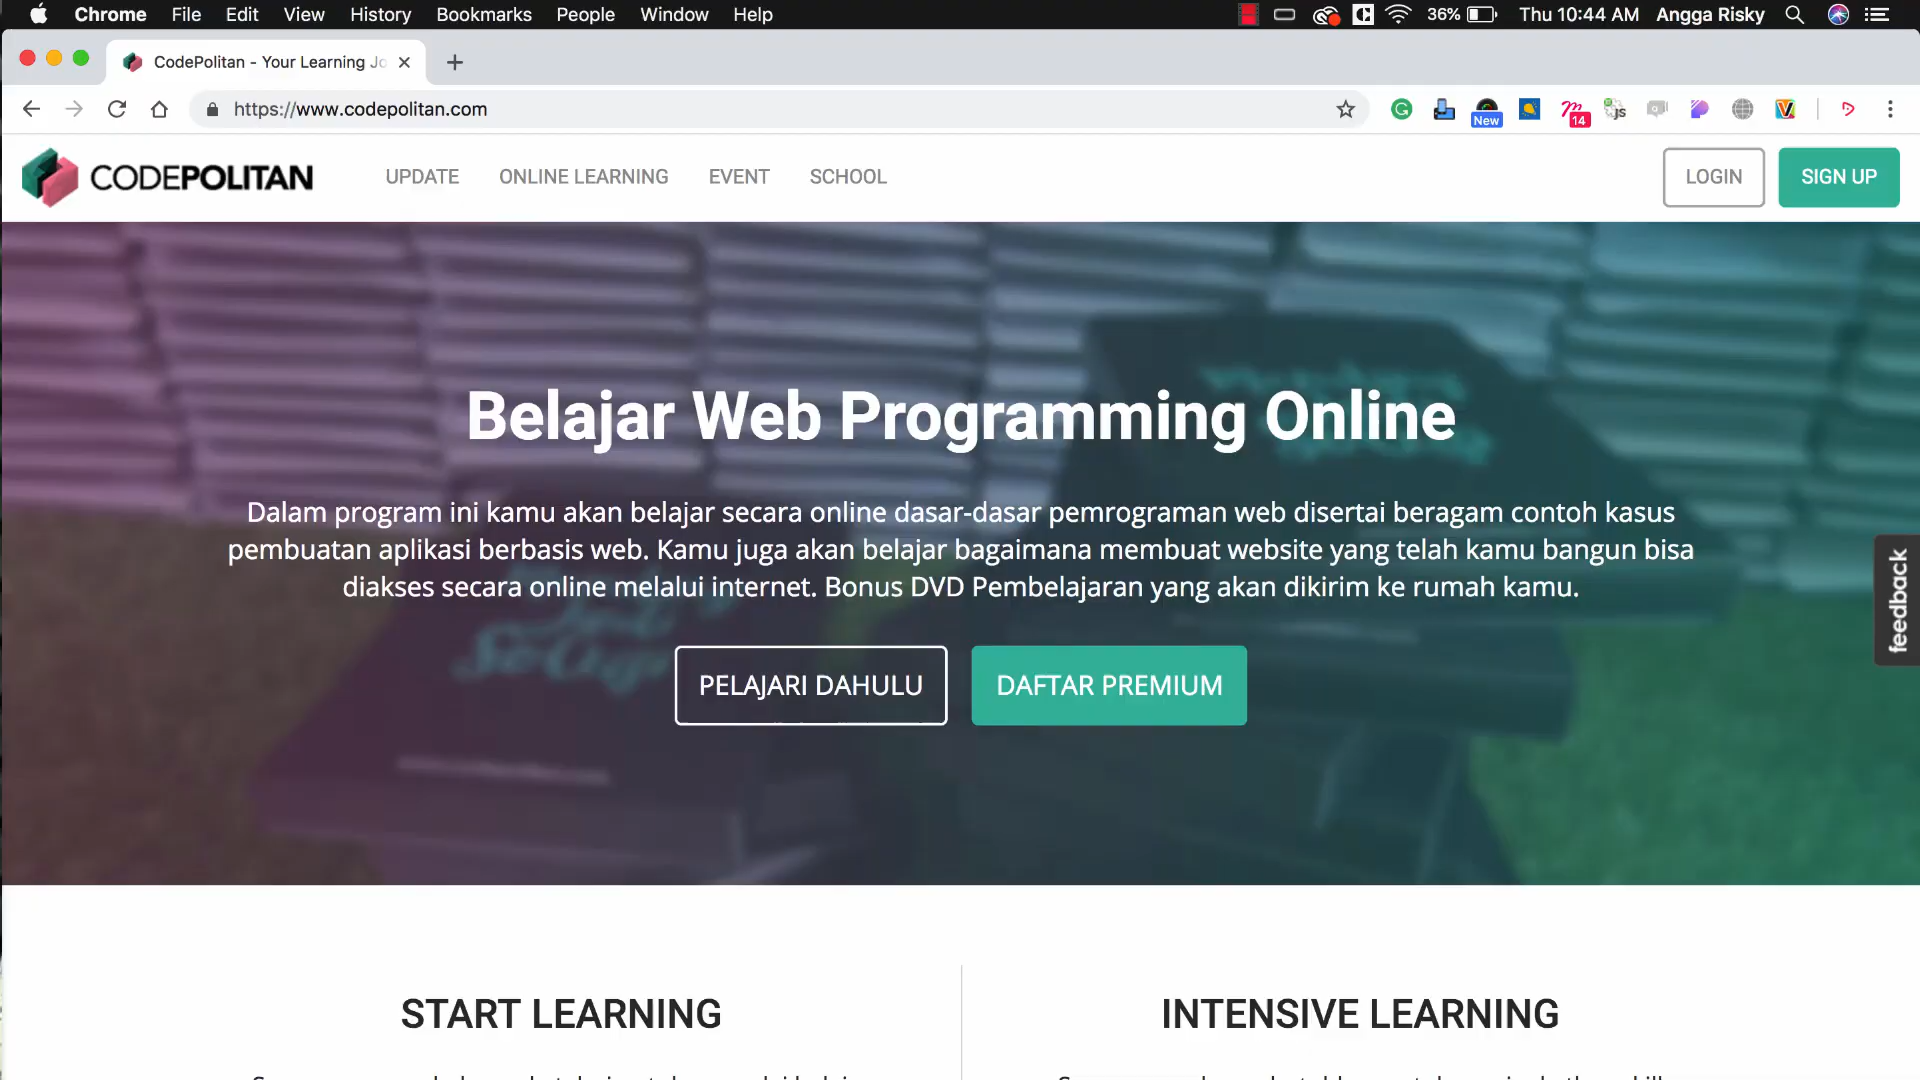 Chrome File Edit View History Bookmarks People Window Help 36% Thu 10:44 AM Angga Risky
CodePolitan - Your Learning Jo
https://www.codepolitan.com
New 14 JS
CODEPOLITAN UPDATE ONLINE LEARNING EVENT SCHOOL LOGIN SIGN UP
Belajar Web Programming Online
Dalam program ini kamu akan belajar secara online dasar-dasar pemrograman web disertai beragam contoh kasus
pembuatan aplikasi berbasis web. Kamu juga akan belajar bagaimana membuat website yang telah kamu bangun bisa
diakses secara online melalui internet. Bonus DVD Pembelajaran yang akan dikirim ke rumah kamu.
PELAJARI DAHULU DAFTAR PREMIUM
feedback
START LEARNING INTENSIVE LEARNING